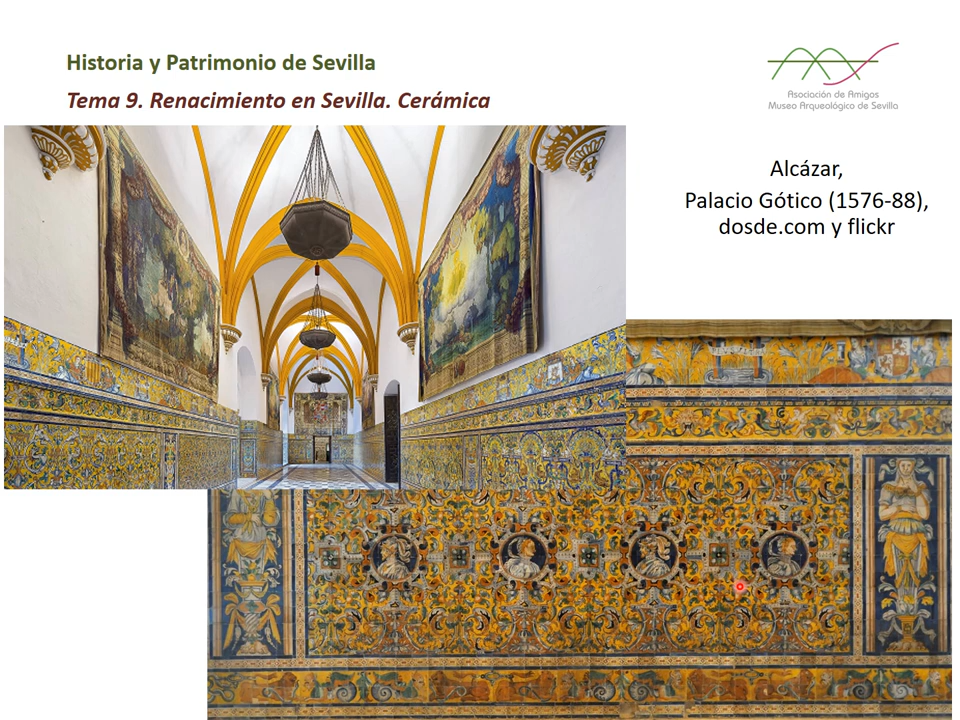 Historia y Patrimonio de Sevilla
Tema 9. Renacimiento en Sevilla. Cerámica
Asociación de Amigos
Museo Arqueológico de Sevilla
Alcázar,
Palacio Gótico (1576-88),
dosde.com y flickr